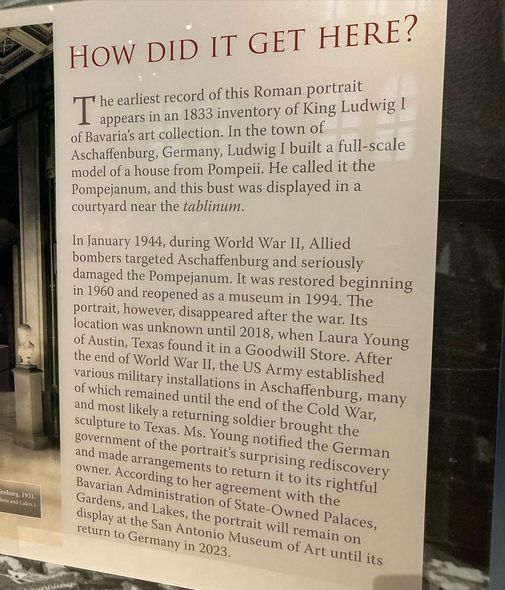 HOW DID IT GET HERE?
The earliest record of this Roman portrait
appears in an 1833 inventory of King Ludwig I
of Bavaria's art collection. In the town of
Aschaffenburg, Germany, Ludwig I built a full-scale
model of a house from Pompeii. He called it the
Pompejanum, and this bust was displayed in a
courtyard near the tablinum.
In January 1944, during World War II, Allied
bombers targeted Aschaffenburg and seriously
damaged the Pompejanum. It was restored beginning
in 1960 and reopened as a museum in 1994. The
portrait, however, disappeared after the war. Its
location was unknown until 2018, when Laura Young
of Austin, Texas found it in a Goodwill Store. After
the end of World War II, the US Army established
various military installations in Aschaffenburg, many
of which remained until the end of the Cold War,
and most likely a returning soldier brought the
sculpture to Texas. Ms. Young notified the German
government of the portrait's surprising rediscovery
and made arrangements to return it to its rightful
owner. According to her agreement with the
Bavarian Administration of State-Owned Palaces,
Gardens, and Lakes, the portrait will remain on
display at the San Antonio Museum of Art until its
return to Germany in 2023.
1931.
and Lakes.)